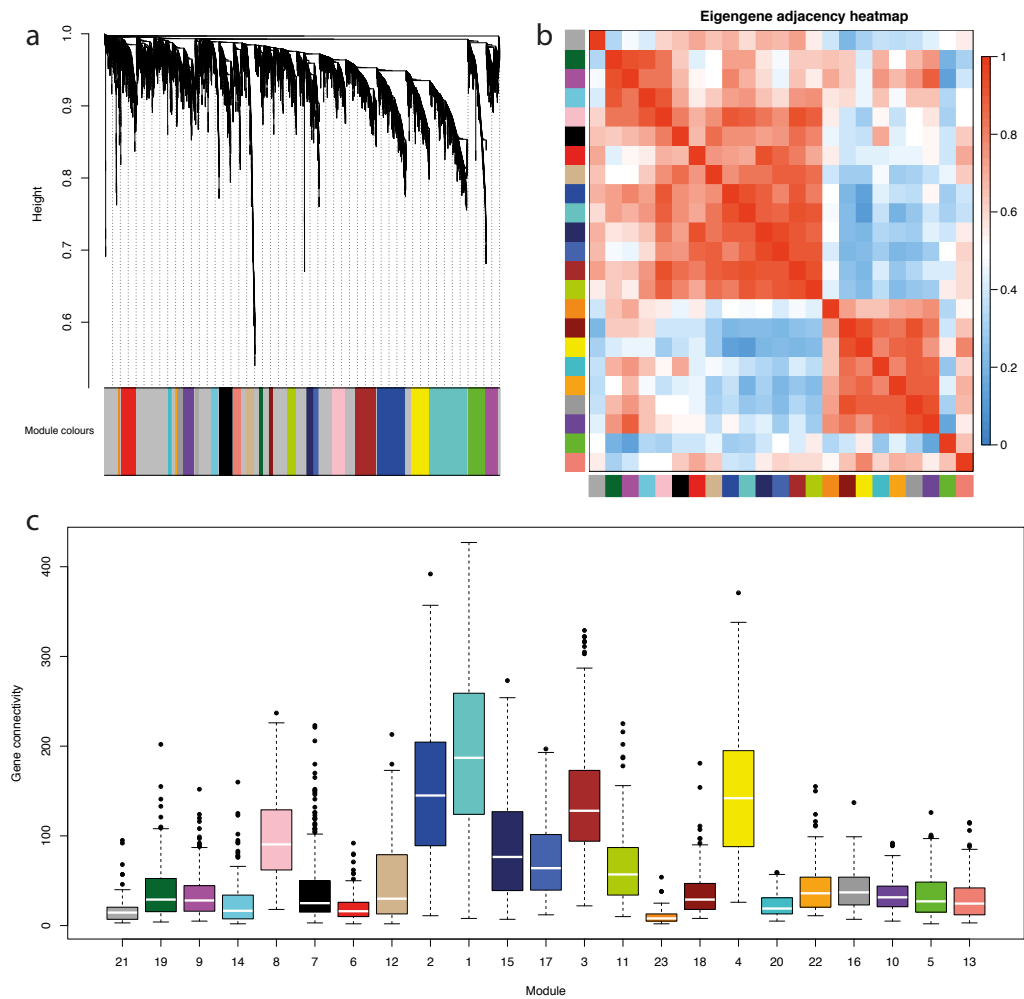 a
1.0
0.9
0.8
0.7
0.6
Height
Module colours
b
Eigengene adjacency heatmap
1
0.8
0.6
0.4
0.2
0
c
400
300
200
100
0
Gene connectivity
21 19 9 14 8 7 6 12 2 1 15 17 3 11 23 18 4 20 22 16 10 5 13
Module